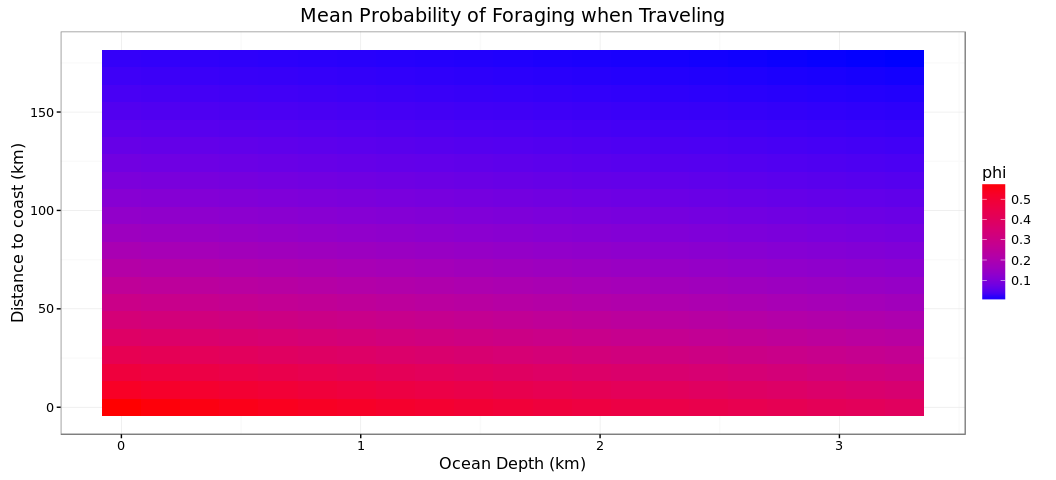 Mean Probability of Foraging when Traveling
Distance to coast (km)
150
100
50
0
0 1 2 3
Ocean Depth (km)
phi
0.5
0.4
0.3
0.2
0.1